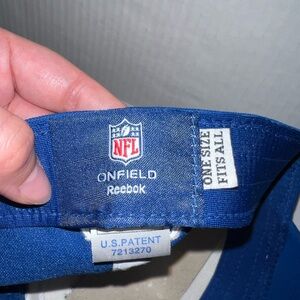 NFL
ONFIELD
Reebok
ONE SIZE
FITS ALL
U.S. PATENT
7213270